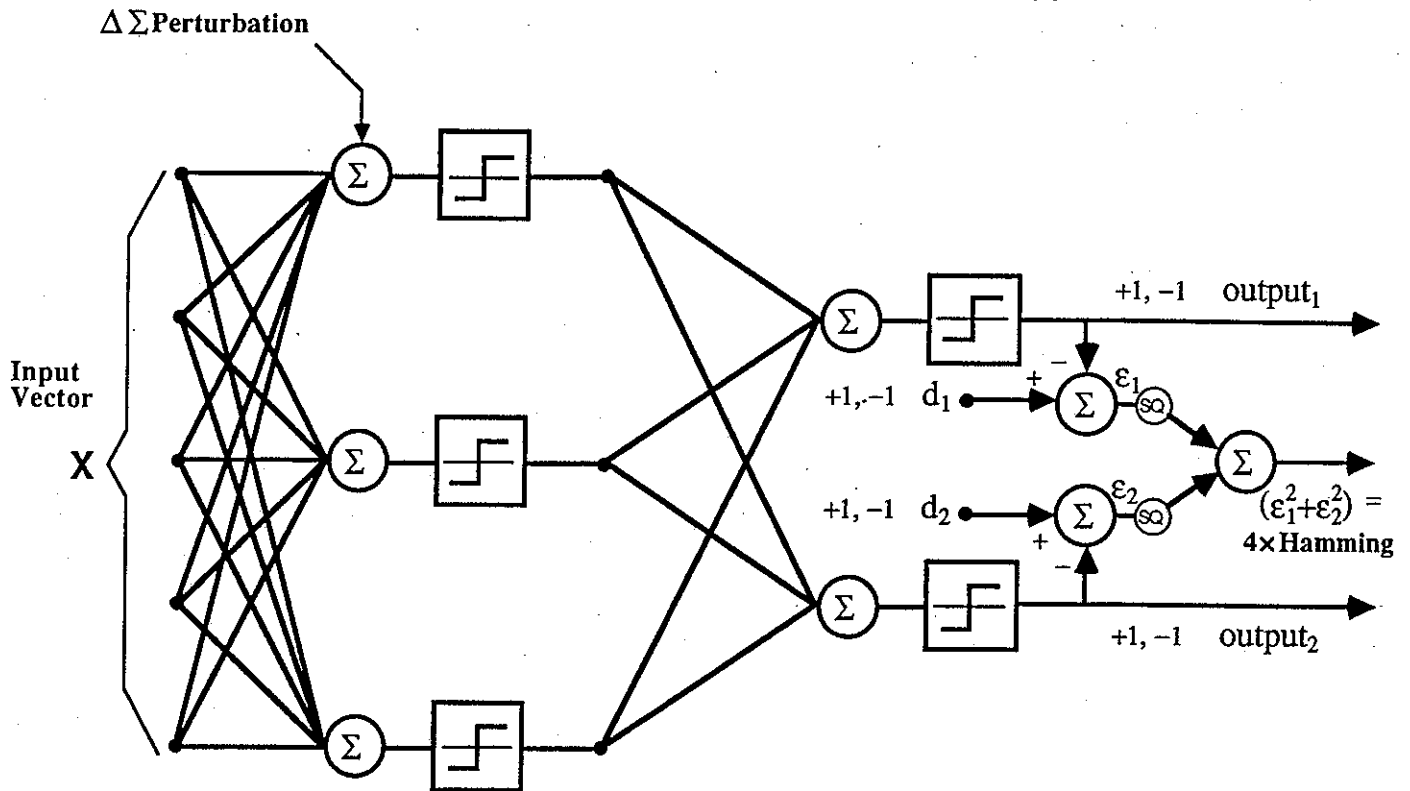 Δ Σ Perturbation
Σ
+1, −1 output₁
Σ
−
Input
Vector
X
+1, −1 d₁
+
Σ
ε₁
SQ
Σ
Σ
+1, −1 d₂
+
Σ
−
ε₂
SQ
(ε₁²+ε₂²) =
4× Hamming
Σ
+1, −1 output₂
Σ